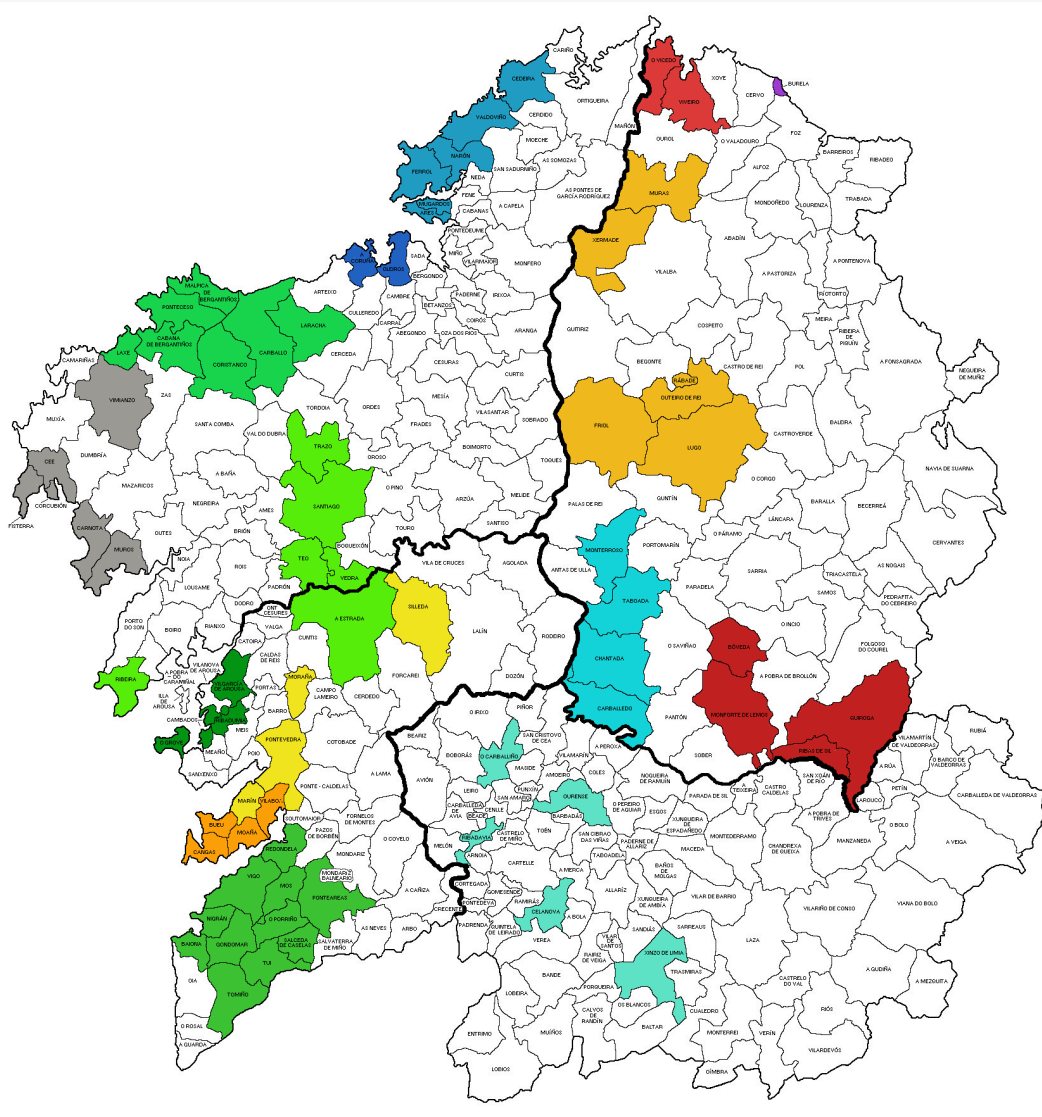 CARIÑO
O VICEDO
CEDEIRA
XOVE
BURELA
ORTIGUEIRA
VIVEIRO
CERVO
VALDOVIÑO
CERDIDO
MAÑÓN
FOZ
MOECHE
OUROL
O VALADOURO
BARREIROS
NARÓN
AS SOMOZAS
RIBADEO
FERROL
SAN SADURNIÑO
ALFOZ
NEDA
AS PONTES DE
GARCÍA RODRÍGUEZ
MURAS
FENE
TRABADA
MUGARDOS
A CAPELA
MONDOÑEDO
LOURENZA
ARES
CABANAS
PONTEDEUME
XERMADE
ABADÍN
A
CORUÑA
SADA
MIÑO
VILARMAIOR
MONFERO
A PONTENOVA
OLEIROS
BERGONDO
VILALBA
A PASTORIZA
MALPICA
DE
BERGANTIÑOS
ARTEIXO
CAMBRE
PADERNE
IRIXOA
RIOTORTO
PONTECESO
BETANZOS
CULLEREDO
CARRAL
COIRÓS
MEIRA
LARACHA
ABEGONDO
OZA DOS RIOS
ARANGA
GUITIRIZ
COSPEITO
RIBEIRA
DE
PIQUÍN
CABANA
DE BERGANTIÑOS
LAXE
CARBALLO
CERCEDA
CAMARIÑAS
CORISTANCO
CESURAS
BEGONTE
CASTRO DE REI
POL
A FONSAGRADA
CURTIS
NEGUEIRA
DE MUÑIZ
RÁBADE
VIMIANZO
ZAS
MESÍA
OUTEIRO DE REI
TORDOIA
ORDES
VILASANTAR
MUXÍA
SANTA COMBA
FRADES
SOBRADO
FRIOL
BALEIRA
VAL DO DUBRA
CASTROVERDE
TRAZO
BOIMORTO
LUGO
DUMBRÍA
OROSO
CEE
TOQUES
NAVIA DE SUARNA
A BAÑA
O CORGO
MAZARICOS
O PINO
ARZÚA
MELIDE
GUNTÍN
CORCUBIÓN
NEGREIRA
SANTIAGO
PALAS DE REI
BARALLA
BECERREÁ
AMES
FISTERRA
SANTISO
LÁNCARA
CARNOTA
OUTES
BRIÓN
TOURO
O PÁRAMO
BOQUEIXÓN
PORTOMARÍN
CERVANTES
MUROS
MONTERROSO
NOIA
TEO
VILA DE CRUCES
AGOLADA
AS NOGAIS
ROIS
ANTAS DE ULLA
SARRIA
TRIACASTELA
VEDRA
LOUSAME
PADRÓN
PARADELA
SAMOS
PEDRAFITA
DO CEBREIRO
DODRO
SILLEDA
TABOADA
PONT
CESURES
A ESTRADA
PORTO
DO SON
BOIRO
RIANXO
VALGA
LALÍN
O INCIO
CUNTIS
RODEIRO
CATOIRA
O SAVIÑAO
BÓVEDA
FOLGOSO
DO COUREL
CALDAS
DE REIS
CHANTADA
VILANOVA
DE AROUSA
A POBRA
DO
CARAMIÑAL
MORAÑA
FORCAREI
DOZÓN
A POBRA DE BROLLÓN
RIBEIRA
VILAGARCÍA
DE AROUSA
PORTAS
CAMPO
LAMEIRO
CERDEDO
ILLA
DE
AROUSA
CARBALLEDO
BARRO
O IRIXO
PIÑOR
MONFORTE DE LEMOS
PANTÓN
QUIROGA
CAMBADOS
RIBADUMIA
MEIS
BEARIZ
SAN CRISTOVO
DE CEA
RUBIÁ
O GROVE
MEAÑO
POIO
PONTEVEDRA
COTOBADE
A PEROXA
VILAMARTÍN
DE VALDEORRAS
SOBER
RIBAS DE SIL
SANXENXO
BOBORÁS
O CARBALLIÑO
VILAMARÍN
O BARCO DE
VALDEORRAS
A LAMA
MASIDE
AMOEIRO
COLES
NOGUEIRA
DE RAMUÍN
A RÚA
AVIÓN
SAN XOÁN
DE RÍO
PONTE - CALDELAS
LEIRO
PUNXÍN
A
TEIXEIRA
CASTRO
CALDELAS
PETÍN
MARÍN
VILABOA
OURENSE
PARADA DE SIL
LAROUCO
CARBALLEDA DE VALDEORRAS
SAN AMARO
CARBALLEDA
DE
AVIA
CENLLE
O PEREIRO
DE AGUIAR
ESGOS
A POBRA DE
TRIVES
SOUTOMAIOR
FORNELOS
DE MONTES
BEADE
BARBADÁS
XUNQUEIRA
DE
ESPADAÑEDO
O BOLO
BUEU
MOAÑA
PAZOS
DE BORBÉN
TOÉN
SAN CIBRAO
DAS VIÑAS
MONTEDERRAMO
MANZANEDA
A VEIGA
CANGAS
O COVELO
RIBADAVIA
CASTRELO
DE MIÑO
PADERNE DE
ALLARIZ
REDONDELA
MELÓN
MACEDA
CHANDREXA
DE QUEIXA
MONDARIZ
ARNOIA
TABOADELA
CARTELLE
VIGO
MONDARIZ
BALNEARIO
A MERCA
BAÑOS
DE
MOLGAS
MOS
CORTEGADA
A CAÑIZA
GOMESENDE
ALLARÍZ
PONTEAREAS
VILAR DE BARRIO
RAMIRÁS
XUNQUEIRA
DE AMBÍA
VIANA DO BOLO
PONTEDEVA
CRECENTE
CELANOVA
VILARIÑO DE CONSO
NIGRÁN
O PORRIÑO
A BOLA
PADRENDA
QUINTELA
DE LEIRADO
AS NEVES
ARBO
SANDIÁS
SARREAUS
BAIONA
GONDOMAR
SALCEDA
DE CASELAS
SALVATERRA
DE MIÑO
VEREA
VILAR
DE
SANTOS
LAZA
XINZO DE LIMIA
RAIRIZ
DE VEIGA
TUI
TRASMIRAS
A GUDIÑA
BANDE
OIA
CASTRELO
DO VAL
A MEZQUITA
PORQUEIRA
TOMIÑO
LOBEIRA
OS BLANCOS
CUALEDRO
RIÓS
CALVOS
DE
RANDÍN
O ROSAL
BALTAR
ENTRIMO
MUIÑOS
MONTERREI
VERÍN
A GUARDA
VILARDEVÓS
LOBIOS
OÍMBRA